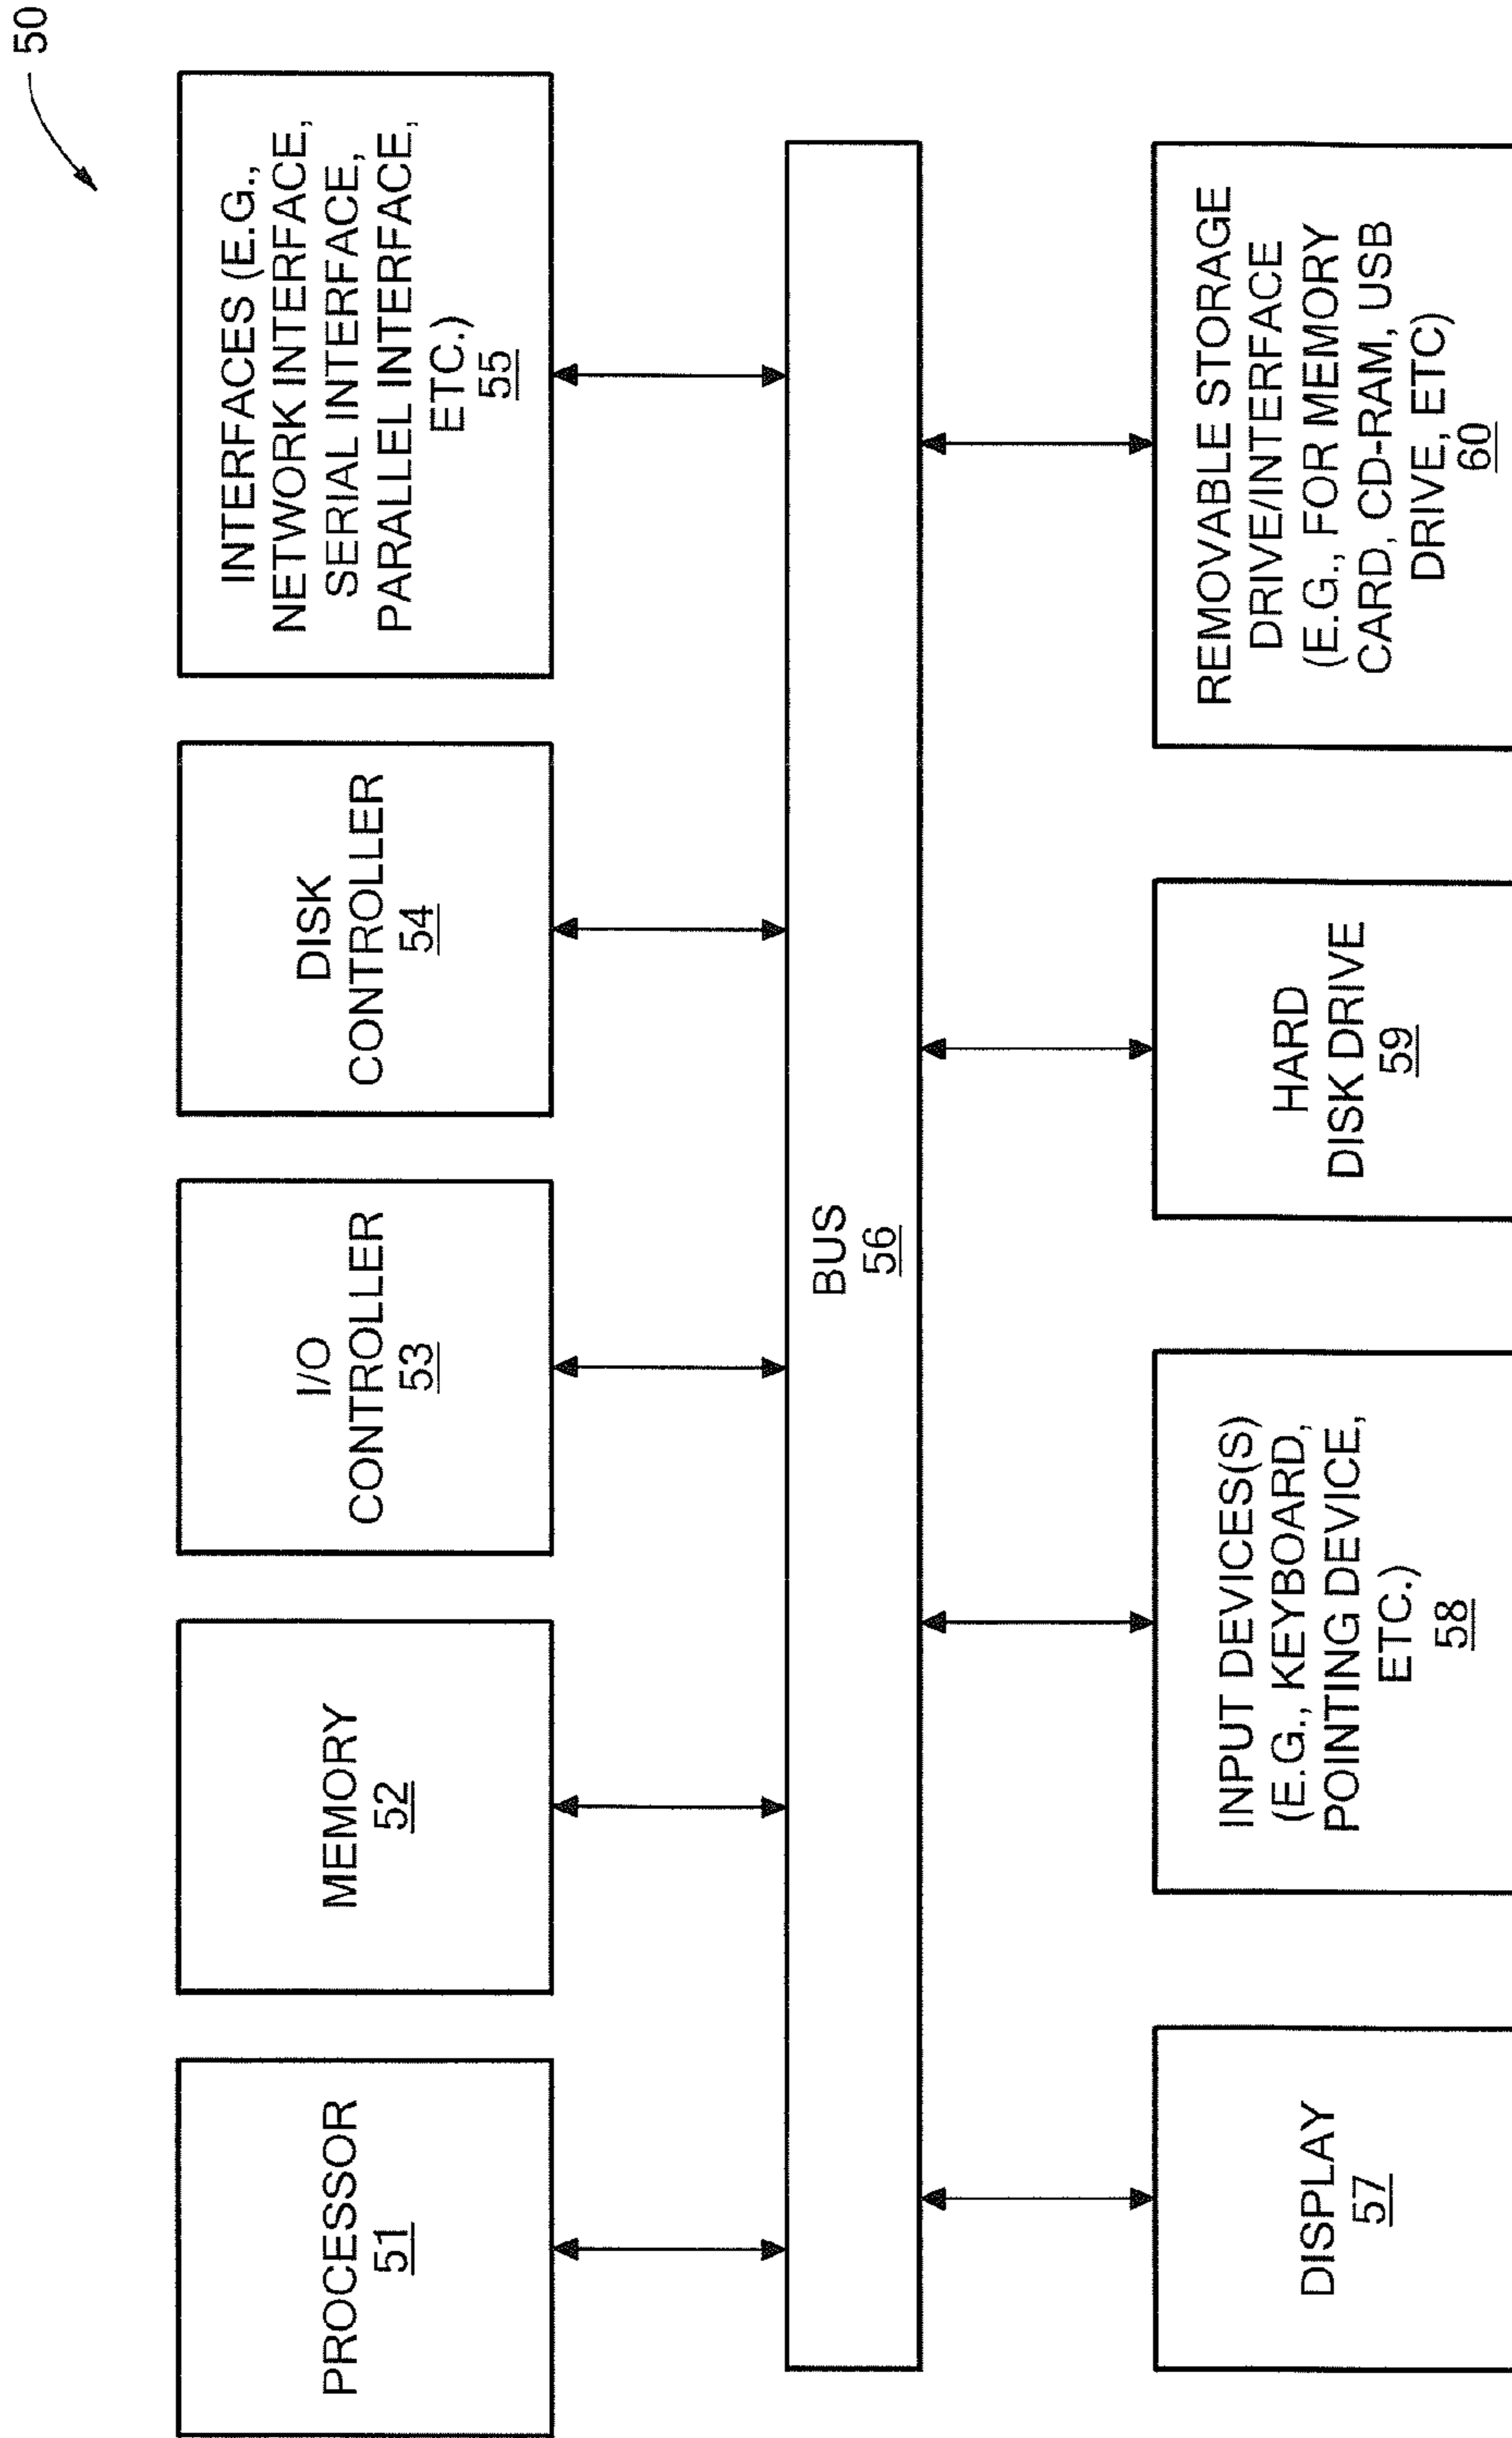 50
PROCESSOR
51
MEMORY
52
I/O
CONTROLLER
53
DISK
CONTROLLER
54
INTERFACES (E.G.,
NETWORK INTERFACE,
SERIAL INTERFACE,
PARALLEL INTERFACE,
ETC.)
55
BUS
56
DISPLAY
57
INPUT DEVICES(S)
(E.G., KEYBOARD,
POINTING DEVICE,
ETC.)
58
HARD
DISK DRIVE
59
REMOVABLE STORAGE
DRIVE/INTERFACE
(E.G., FOR MEMORY
CARD, CD-RAM, USB
DRIVE, ETC)
60